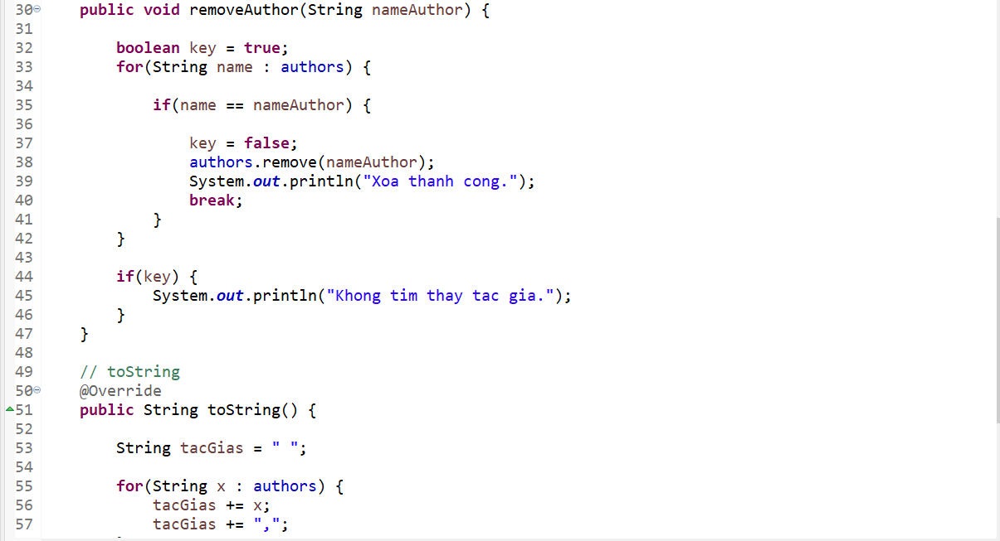 30 public void removeAuthor(String nameAuthor) {
31
32 boolean key = true;
33 for(String name : authors) {
34
35 if(name == nameAuthor) {
36
37 key = false;
38 authors.remove(nameAuthor);
39 System.out.println("Xoa thanh cong.");
40 break;
41 }
42 }
43
44 if(key) {
45 System.out.println("Khong tim thay tac gia.");
46 }
47 }
48
49 // toString
50 @Override
51 public String toString() {
52
53 String tacGias = " ";
54
55 for(String x : authors) {
56 tacGias += x;
57 tacGias += ",";